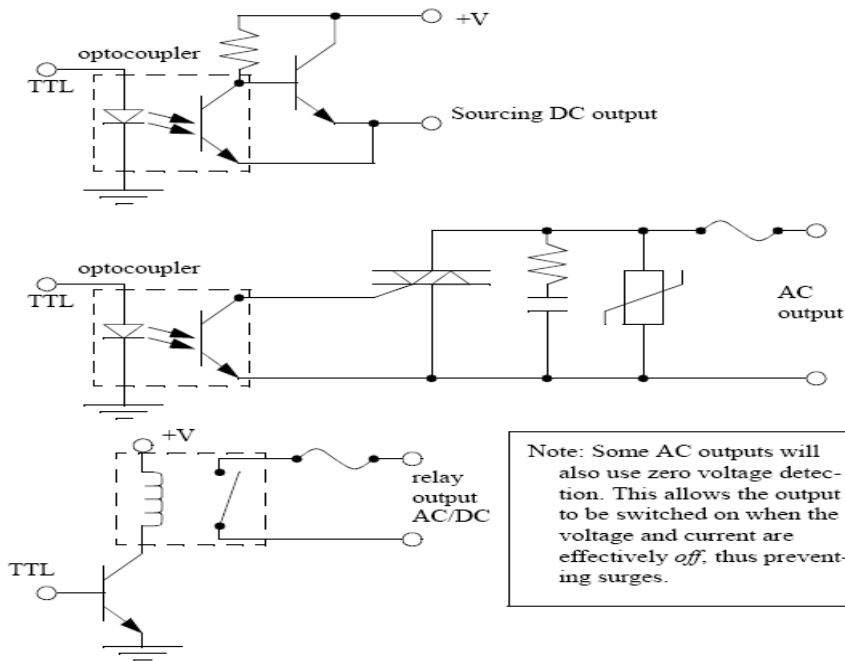 +V
optocoupler
TTL
Sourcing DC output
optocoupler
TTL
AC
output
+V
relay
output
AC/DC
TTL
Note: Some AC outputs will
also use zero voltage detec-
tion. This allows the output
to be switched on when the
voltage and current are
effectively off, thus prevent-
ing surges.